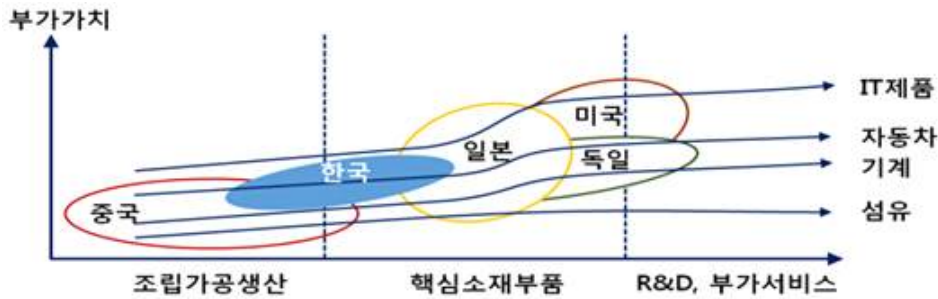 부가가치
IT제품
미국
자동차
일본
독일
기계
한국
중국
섬유
조립가공생산
핵심소재부품
R&D, 부가서비스